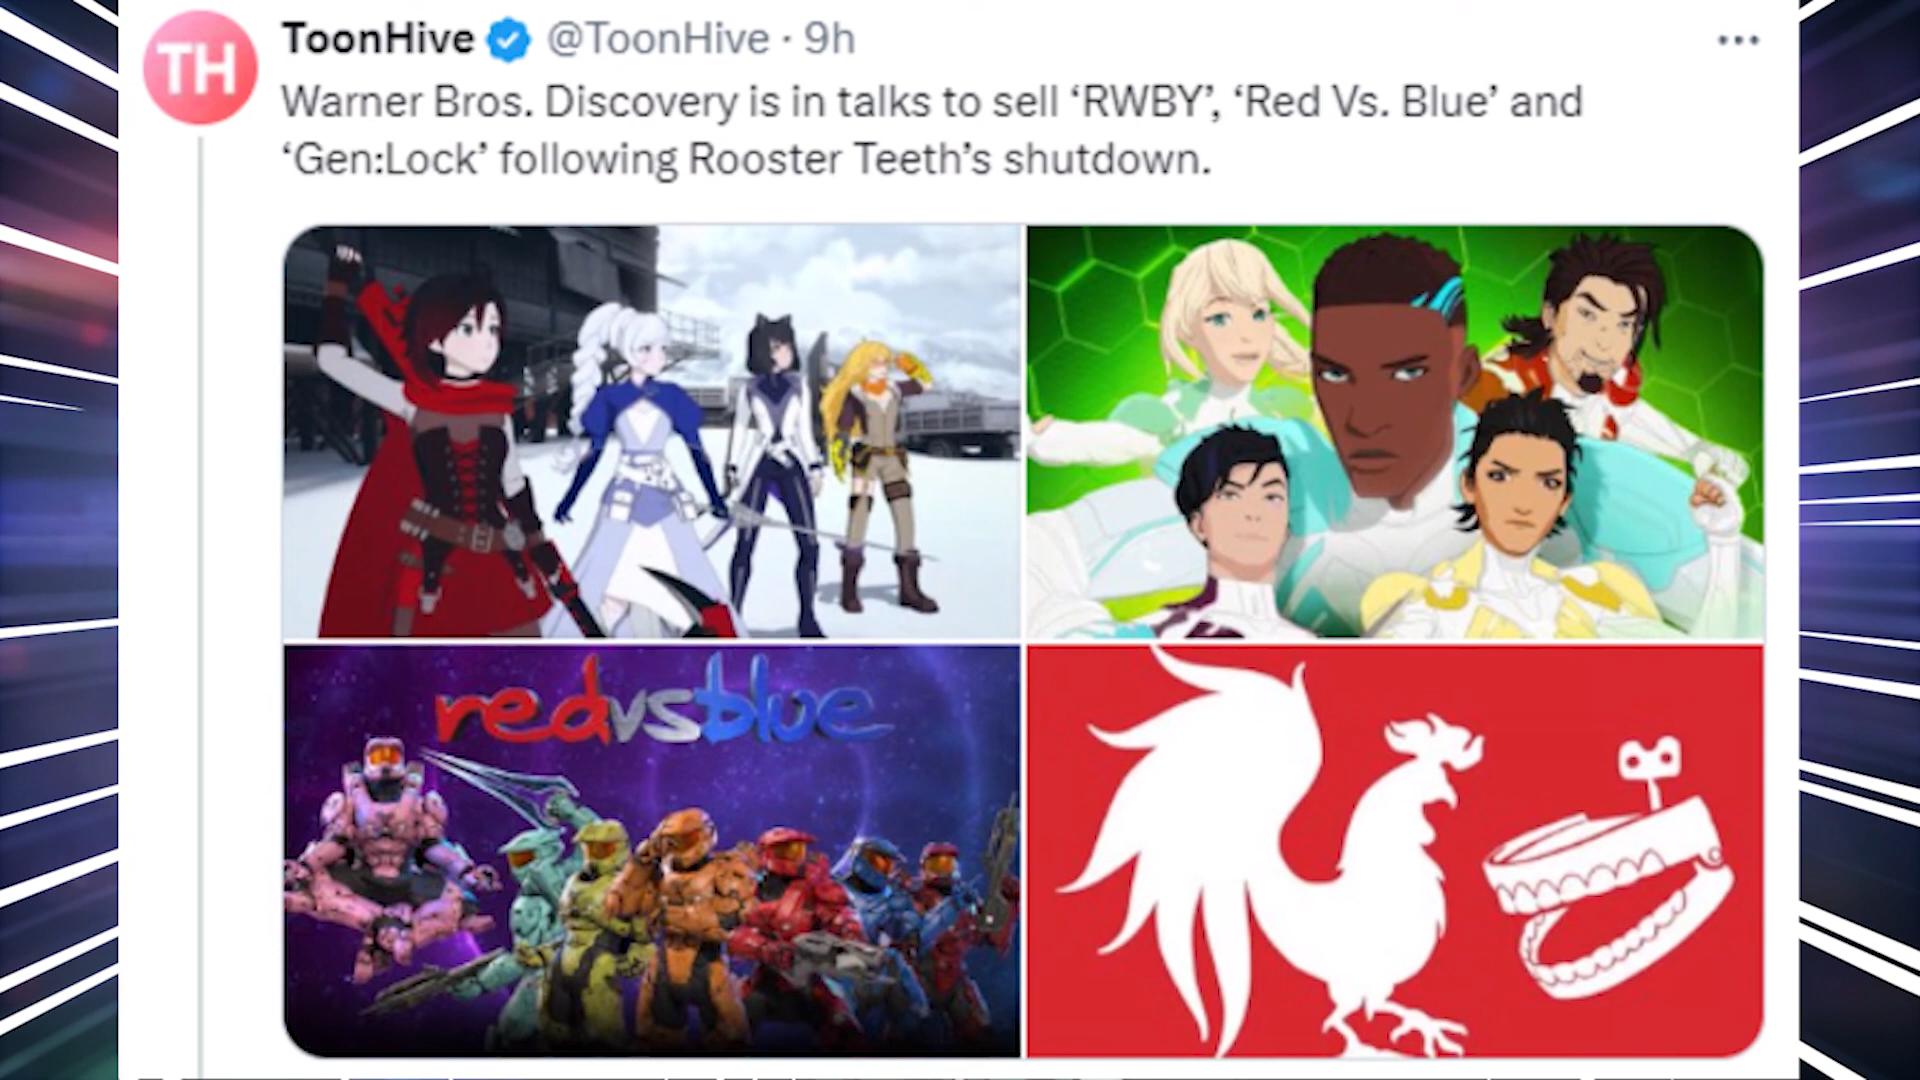 TH
ToonHive @ToonHive · 9h
Warner Bros. Discovery is in talks to sell ‘RWBY’, ‘Red Vs. Blue’ and
‘Gen:Lock’ following Rooster Teeth’s shutdown.
redvsblue